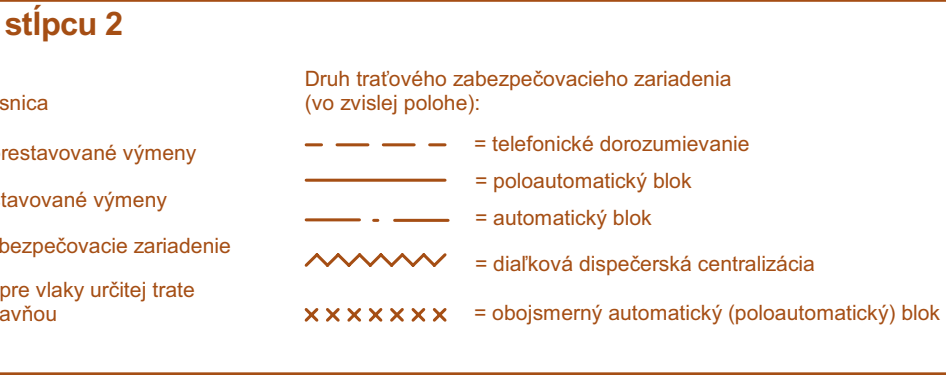 stĺpcu 2
snica
restavované výmeny
tavované výmeny
bezpečovacie zariadenie
pre vlaky určitej trate
avňou
Druh traťového zabezpečovacieho zariadenia
(vo zvislej polohe):
= telefonické dorozumievanie
= poloautomatický blok
= automatický blok
= diaľková dispečerská centralizácia
= obojsmerný automatický (poloautomatický) blok